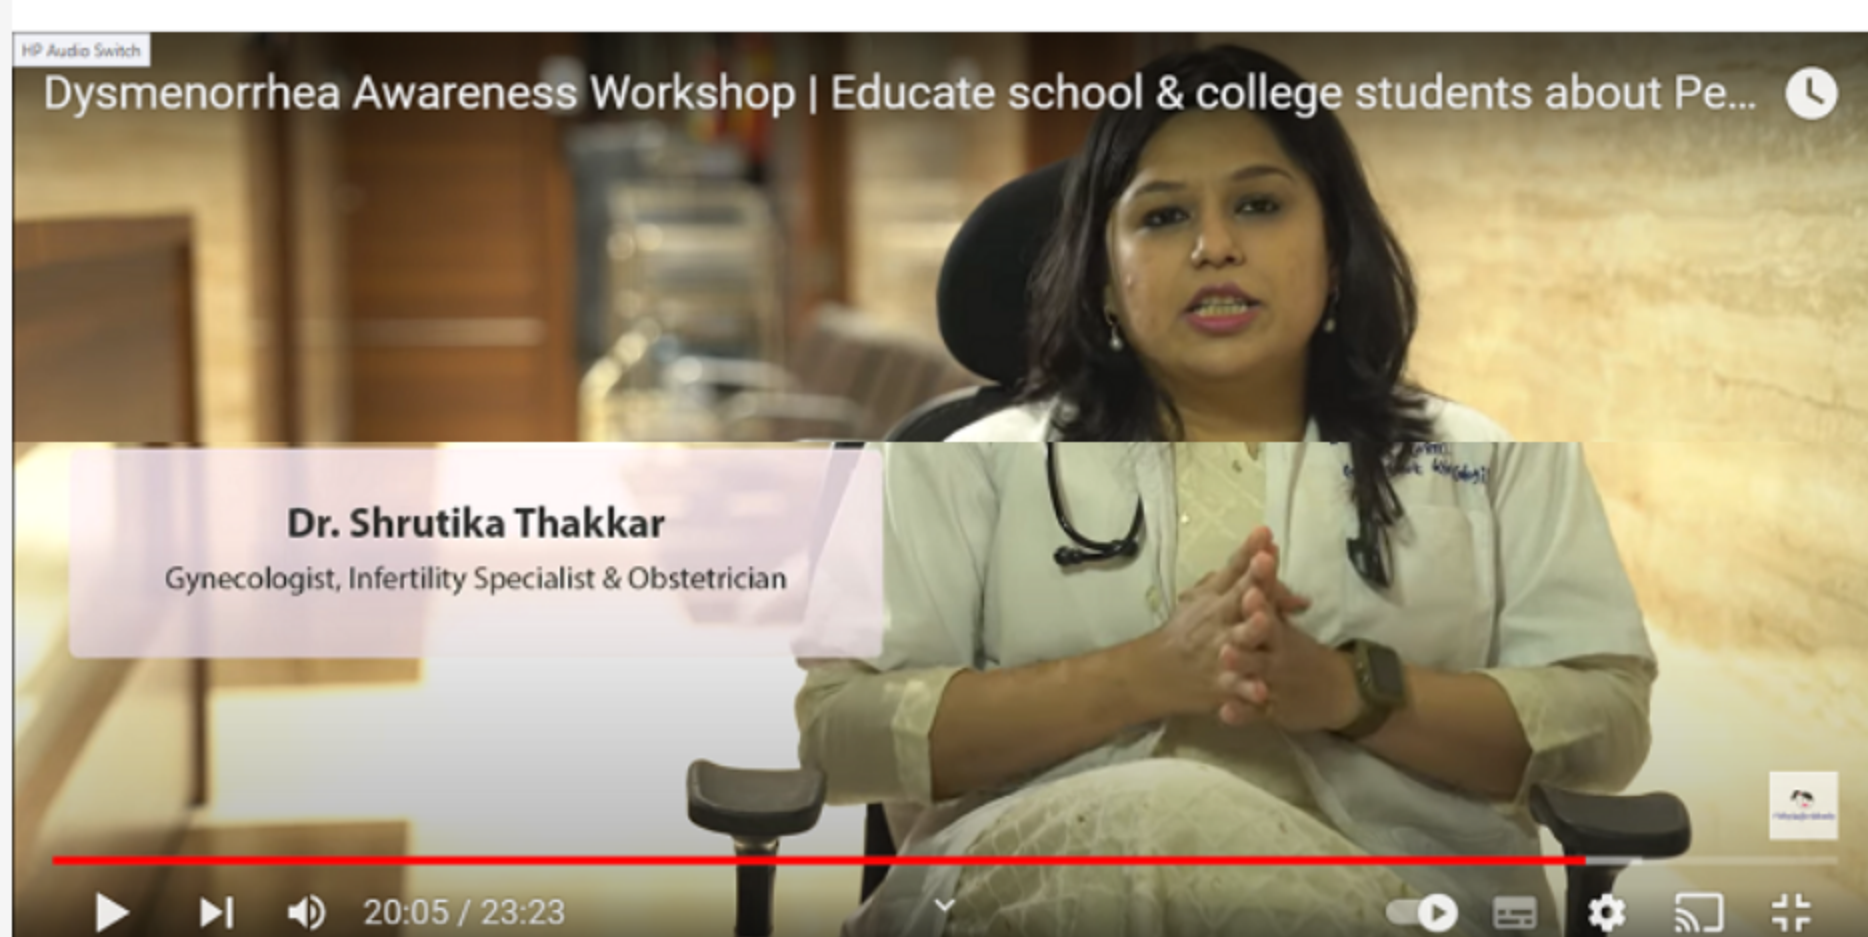 HP Audio Switch
Dysmenorrhea Awareness Workshop | Educate school & college students about Pe...
Dr. Shrutika Thakkar
Gynecologist, Infertility Specialist & Obstetrician
20:05 / 23:23